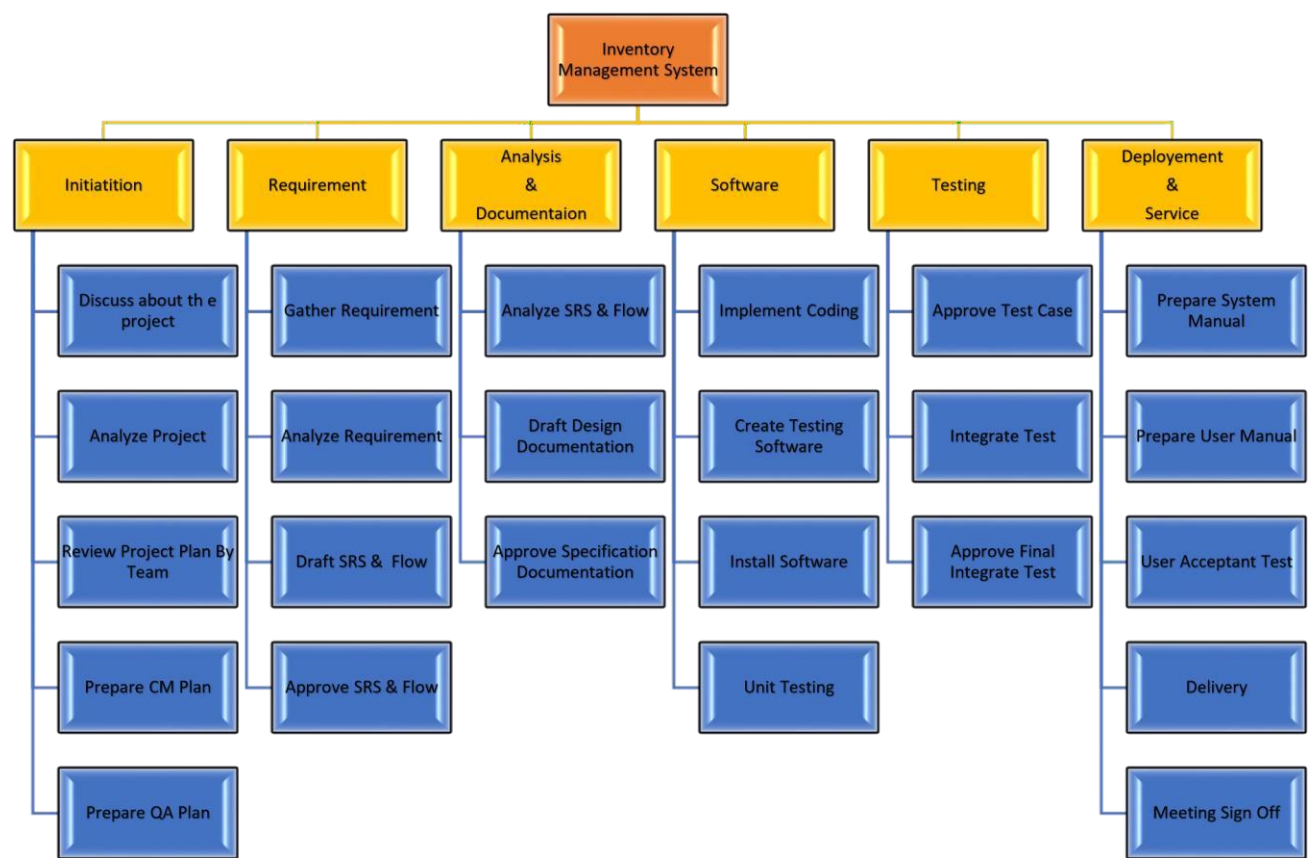 Inventory
Management System
Initiatition
Requirement
Analysis
&
Documentaion
Software
Testing
Deployement
&
Service
Discuss about th e
project
Analyze Project
Review Project Plan By
Team
Prepare CM Plan
Prepare QA Plan
Gather Requirement
Analyze Requirement
Draft SRS & Flow
Approve SRS & Flow
Analyze SRS & Flow
Draft Design
Documentation
Approve Specification
Documentation
Implement Coding
Create Testing
Software
Install Software
Unit Testing
Approve Test Case
Integrate Test
Approve Final
Integrate Test
Prepare System
Manual
Prepare User Manual
User Acceptant Test
Delivery
Meeting Sign Off